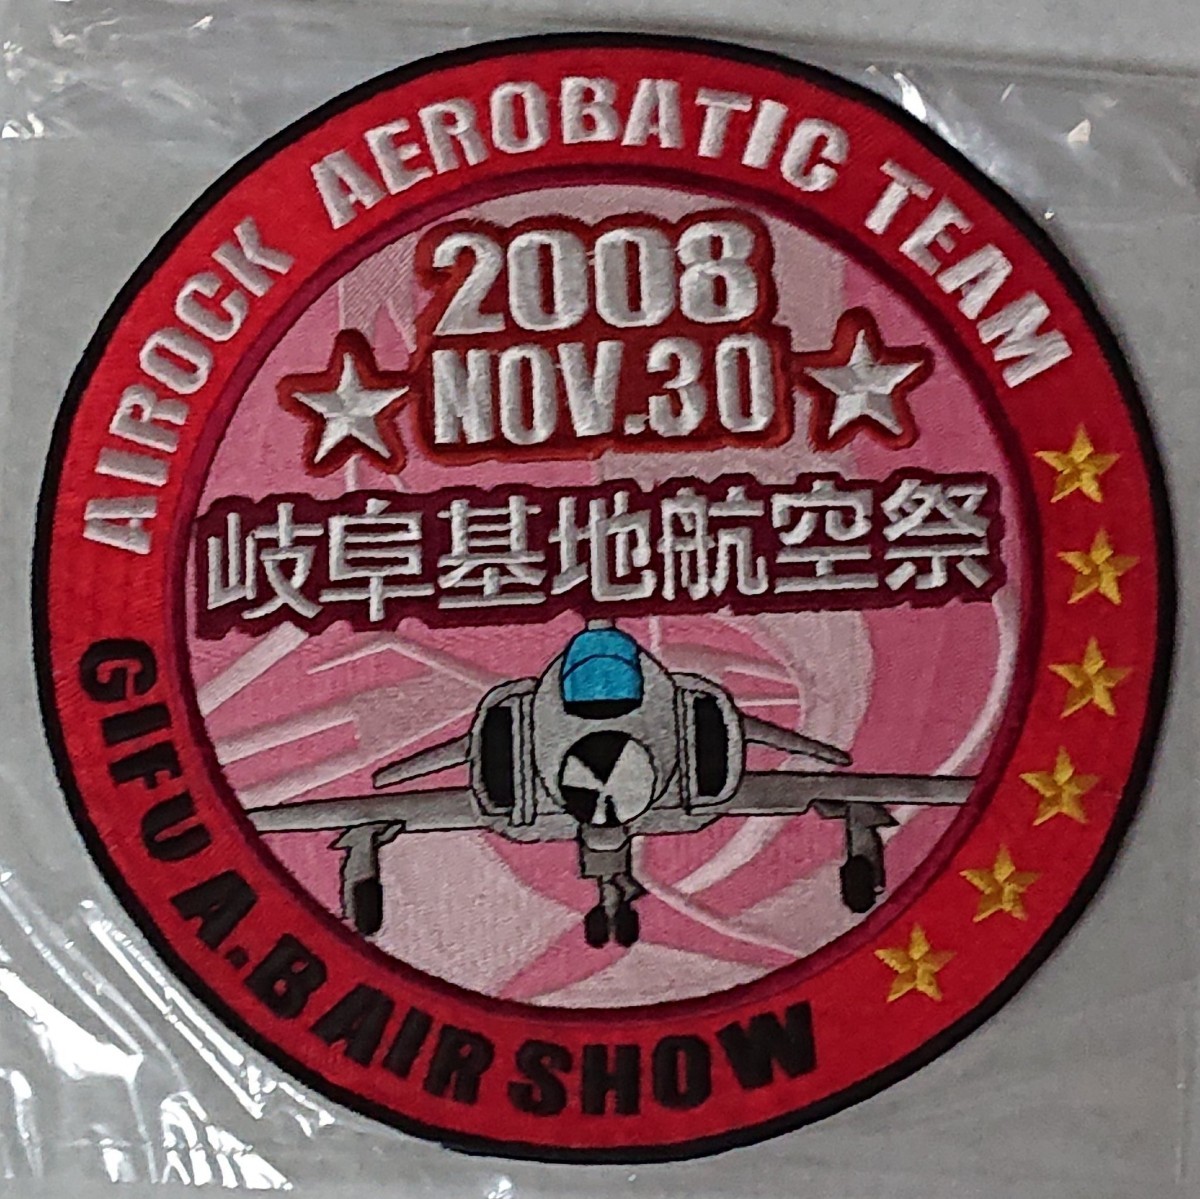 AIROCK AEROBATIC TEAM
2008
NOV.30
岐阜基地航空祭
GIFU A.B AIR SHOW